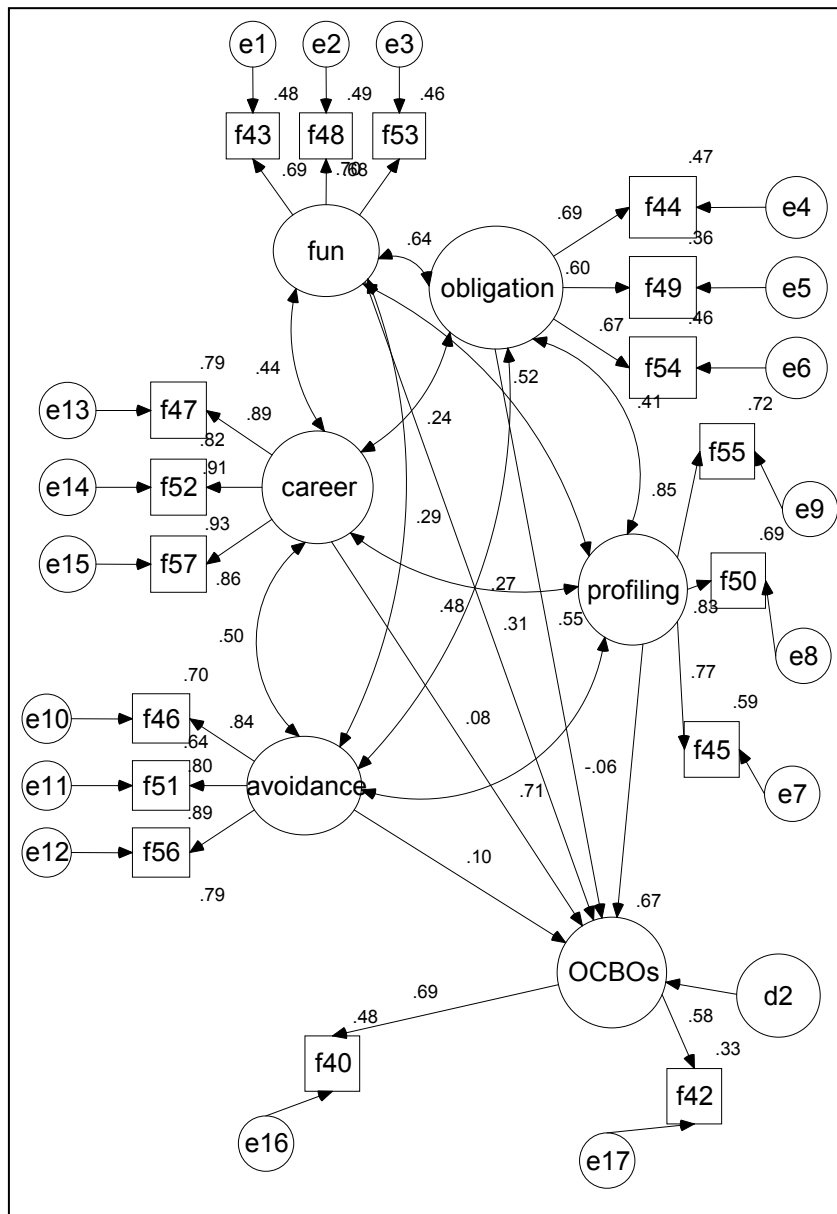 e1 e2 e3
.48 .49 .46
f43 f48 f53
.69 .70 .68
.47
.69 f44 e4
.36
fun .64
obligation .60 f49 e5
.46
.67 f54 e6
.79 .44 .52 .41 .72
e13 f47 .89 .24 f55
.82
e14 f52 .91 career .85 e9
.93 .29 .69
e15 f57 .27 f50
.86 .48 .31 .55 profiling .83
.50 e8
.70 .77 .59
e10 f46 .84 .08 f45
.64
e11 f51 .80 avoidance -.06 e7
.89 .71
e12 f56 .10
.79 .67
OCBOs d2
.69 .58
.48 .33
f40 f42
e16 e17